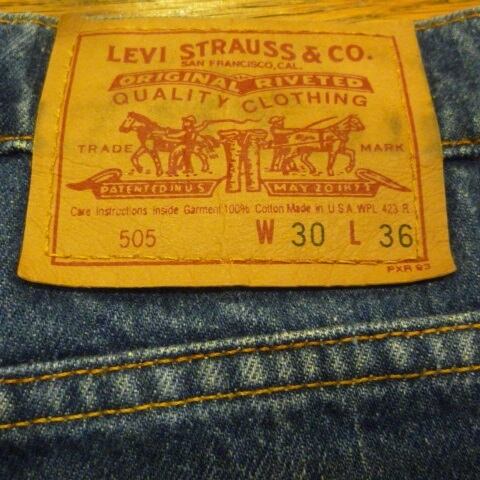 LEVI STRAUSS & CO.
SAN FRANCISCO, CAL.
ORIGINAL RIVETED
QUALITY CLOTHING
TRADE MARK
PATENTED IN U.S. MAY 20 1873
Care Instructions Inside Garment 100% Cotton Made in U.S.A. WPL 423 R
505 W 30 L 36
PXR 93